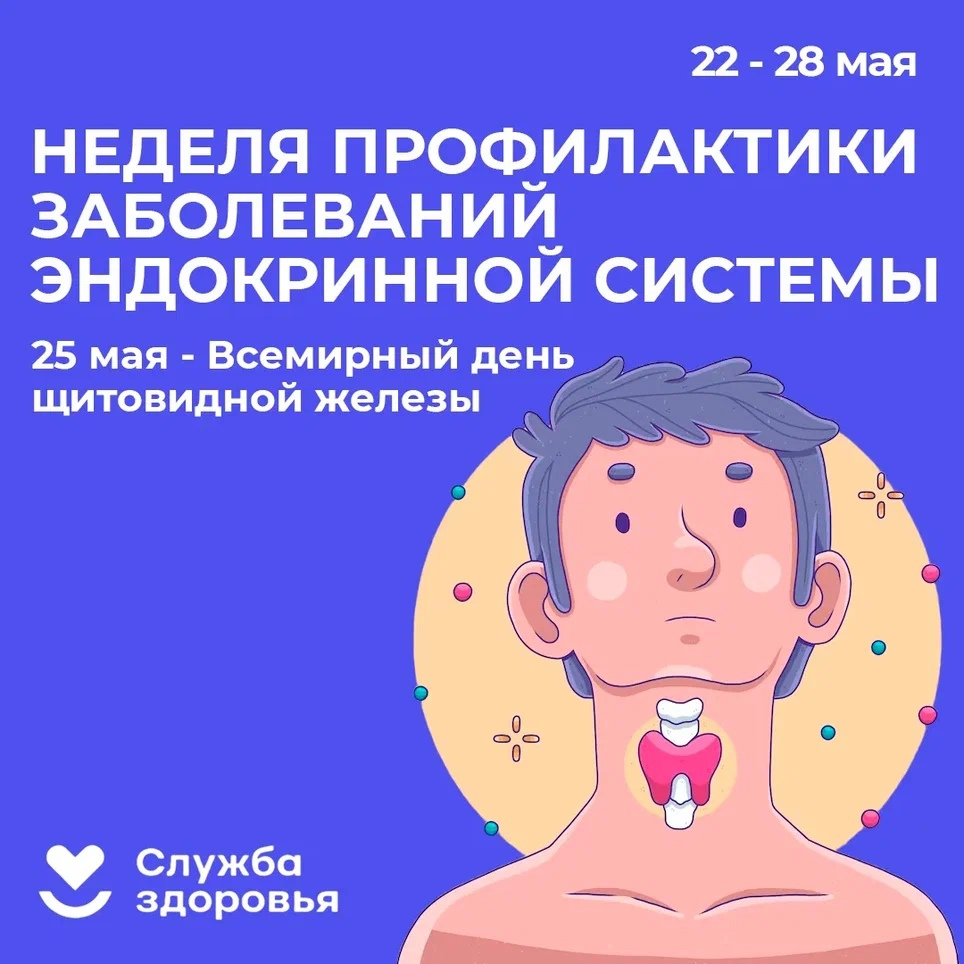 22 - 28 мая
НЕДЕЛЯ ПРОФИЛАКТИКИ
ЗАБОЛЕВАНИЙ
ЭНДОКРИННОЙ СИСТЕМЫ
25 мая - Всемирный день
щитовидной железы
Служба
здоровья